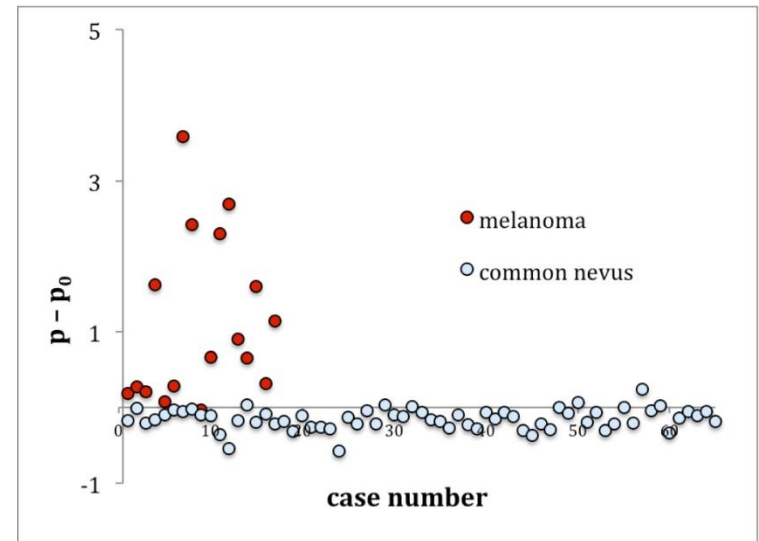 5
3
1
-1
p – p₀
melanoma
common nevus
0 10 20 30 40 50 60
case number